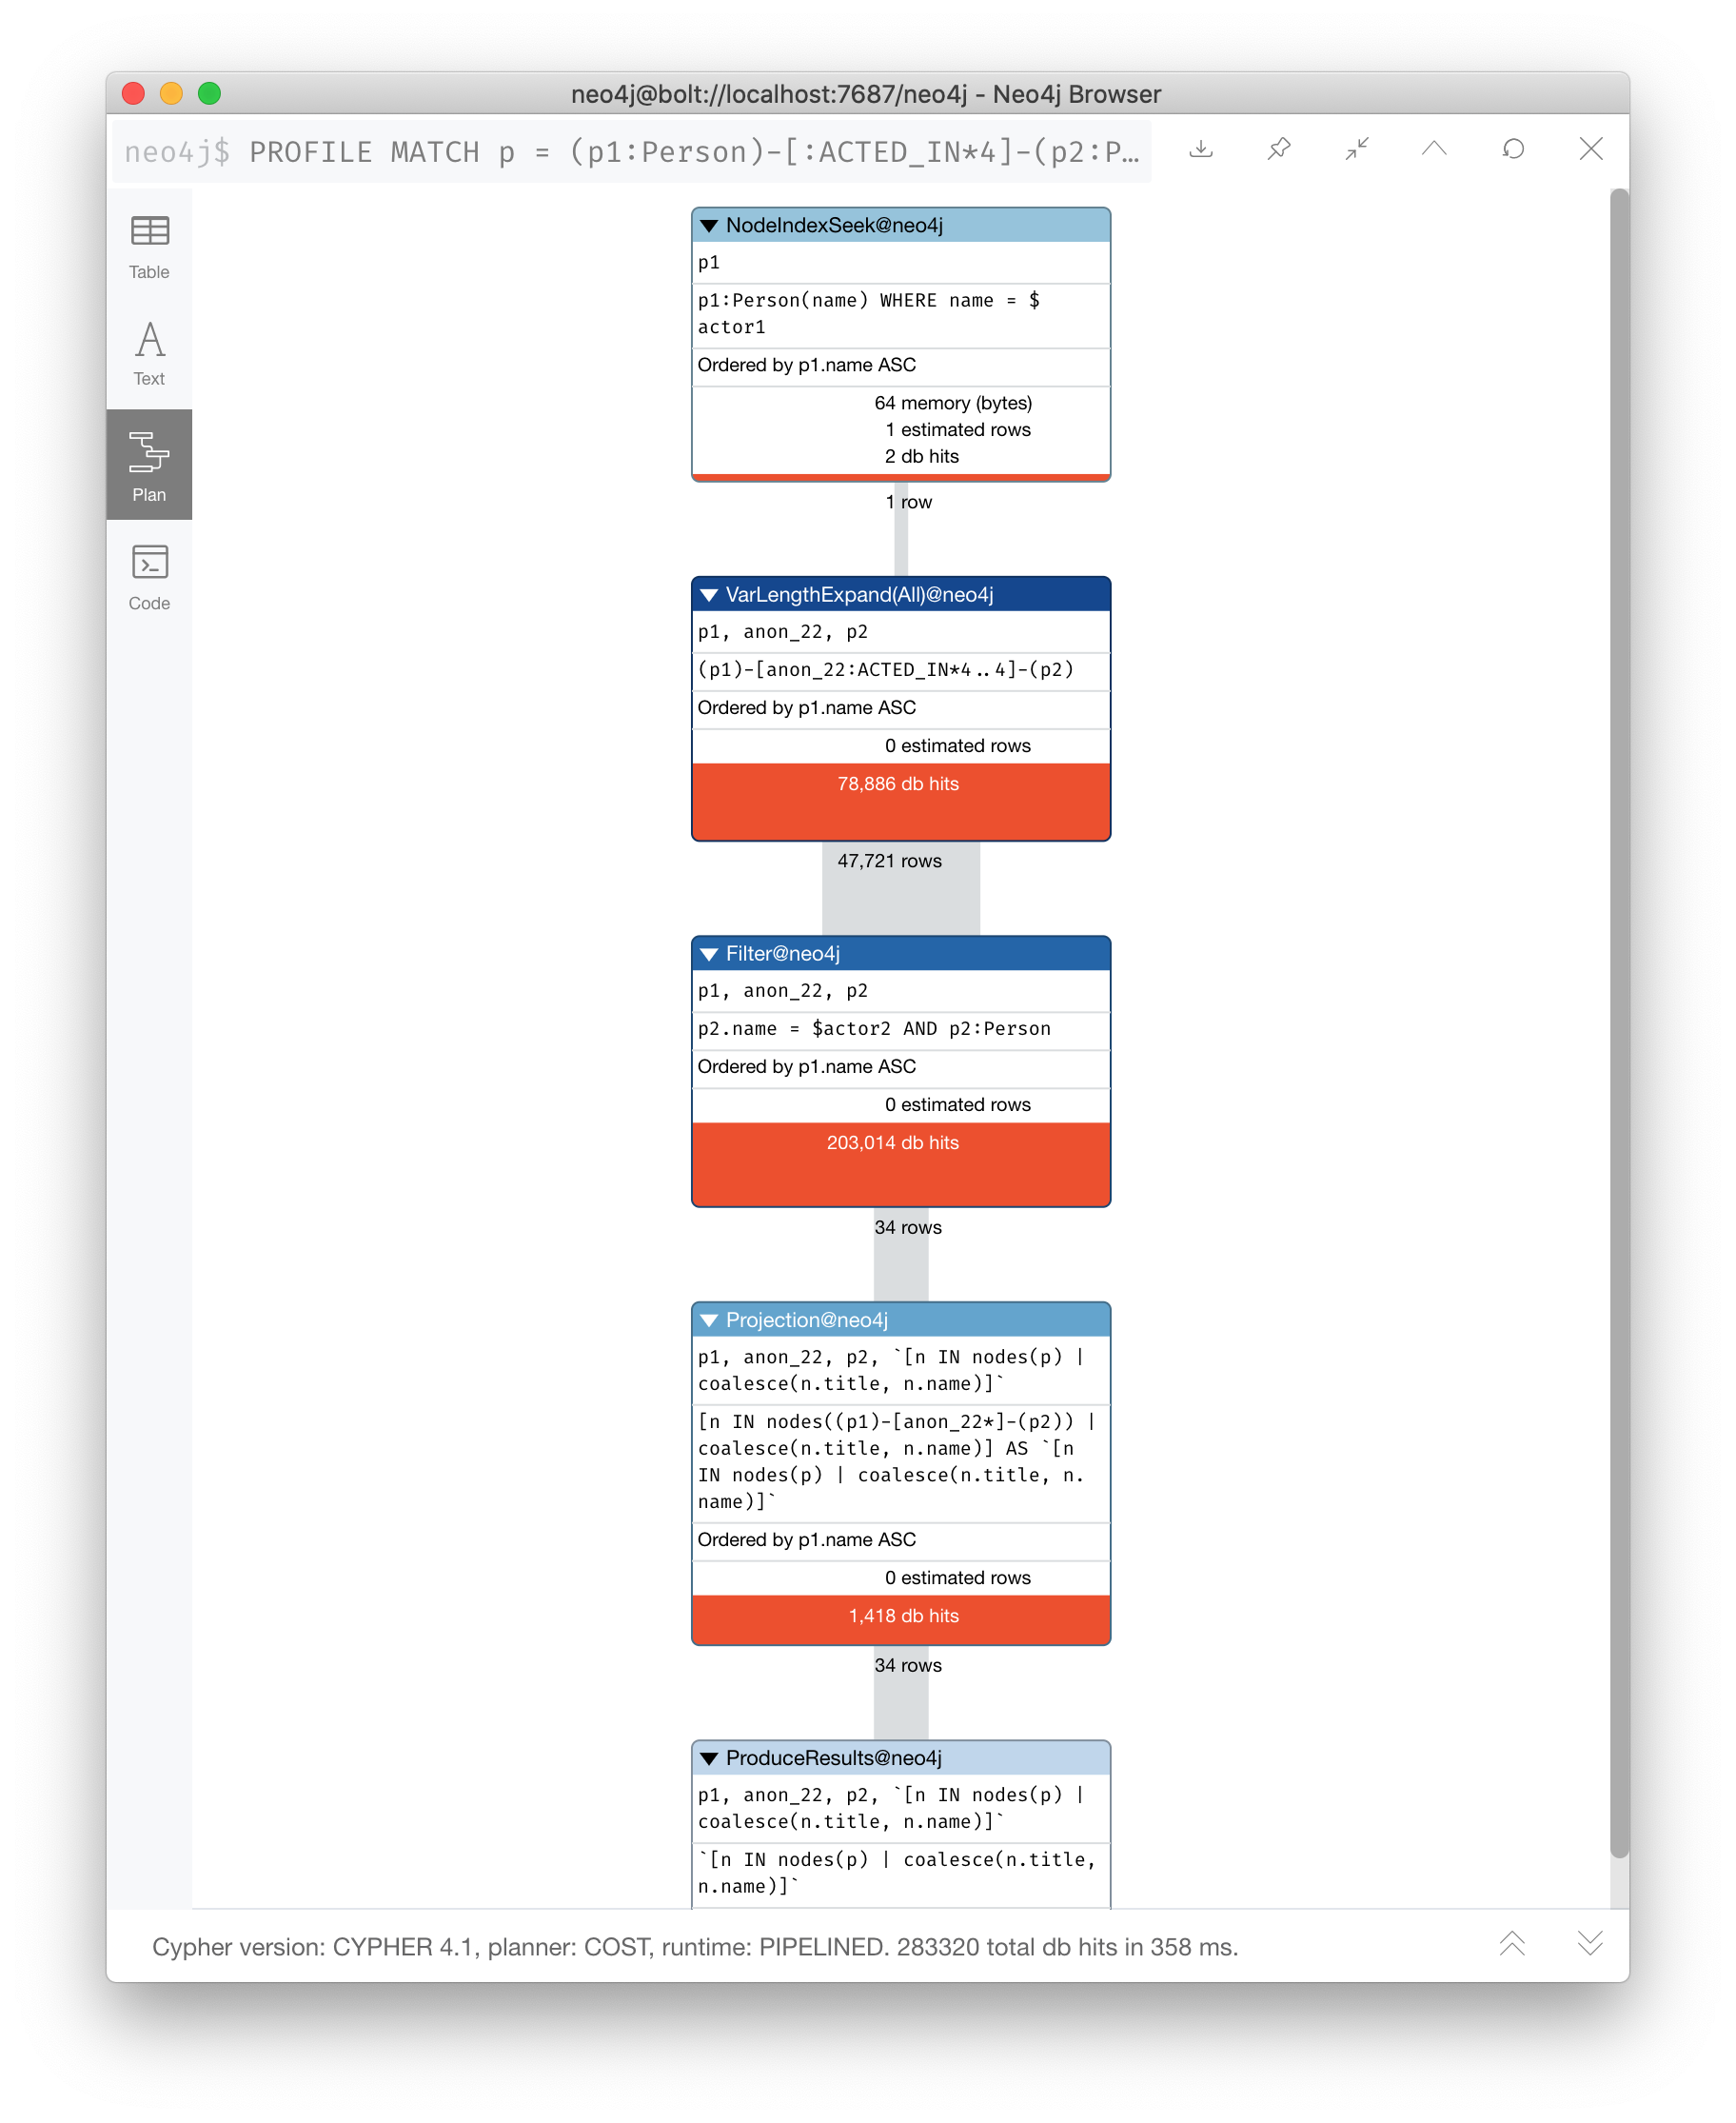 neo4j@bolt://localhost:7687/neo4j - Neo4j Browser
neo4j$ PROFILE MATCH p = (p1:Person)-[:ACTED_IN*4]-(p2:P…
Table
Text
Plan
Code
NodeIndexSeek@neo4j
p1
p1:Person(name) WHERE name = $
actor1
Ordered by p1.name ASC
64 memory (bytes)
1 estimated rows
2 db hits
1 row
VarLengthExpand(All)@neo4j
p1, anon_22, p2
(p1)-[anon_22:ACTED_IN*4..4]-(p2)
Ordered by p1.name ASC
0 estimated rows
78,886 db hits
47,721 rows
Filter@neo4j
p1, anon_22, p2
p2.name = $actor2 AND p2:Person
Ordered by p1.name ASC
0 estimated rows
203,014 db hits
34 rows
Projection@neo4j
p1, anon_22, p2, `[n IN nodes(p) |
coalesce(n.title, n.name)]`
[n IN nodes((p1)-[anon_22*]-(p2)) |
coalesce(n.title, n.name)] AS `[n
IN nodes(p) | coalesce(n.title, n.
name)]`
Ordered by p1.name ASC
0 estimated rows
1,418 db hits
34 rows
ProduceResults@neo4j
p1, anon_22, p2, `[n IN nodes(p) |
coalesce(n.title, n.name)]`
`[n IN nodes(p) | coalesce(n.title,
n.name)]`
Cypher version: CYPHER 4.1, planner: COST, runtime: PIPELINED. 283320 total db hits in 358 ms.